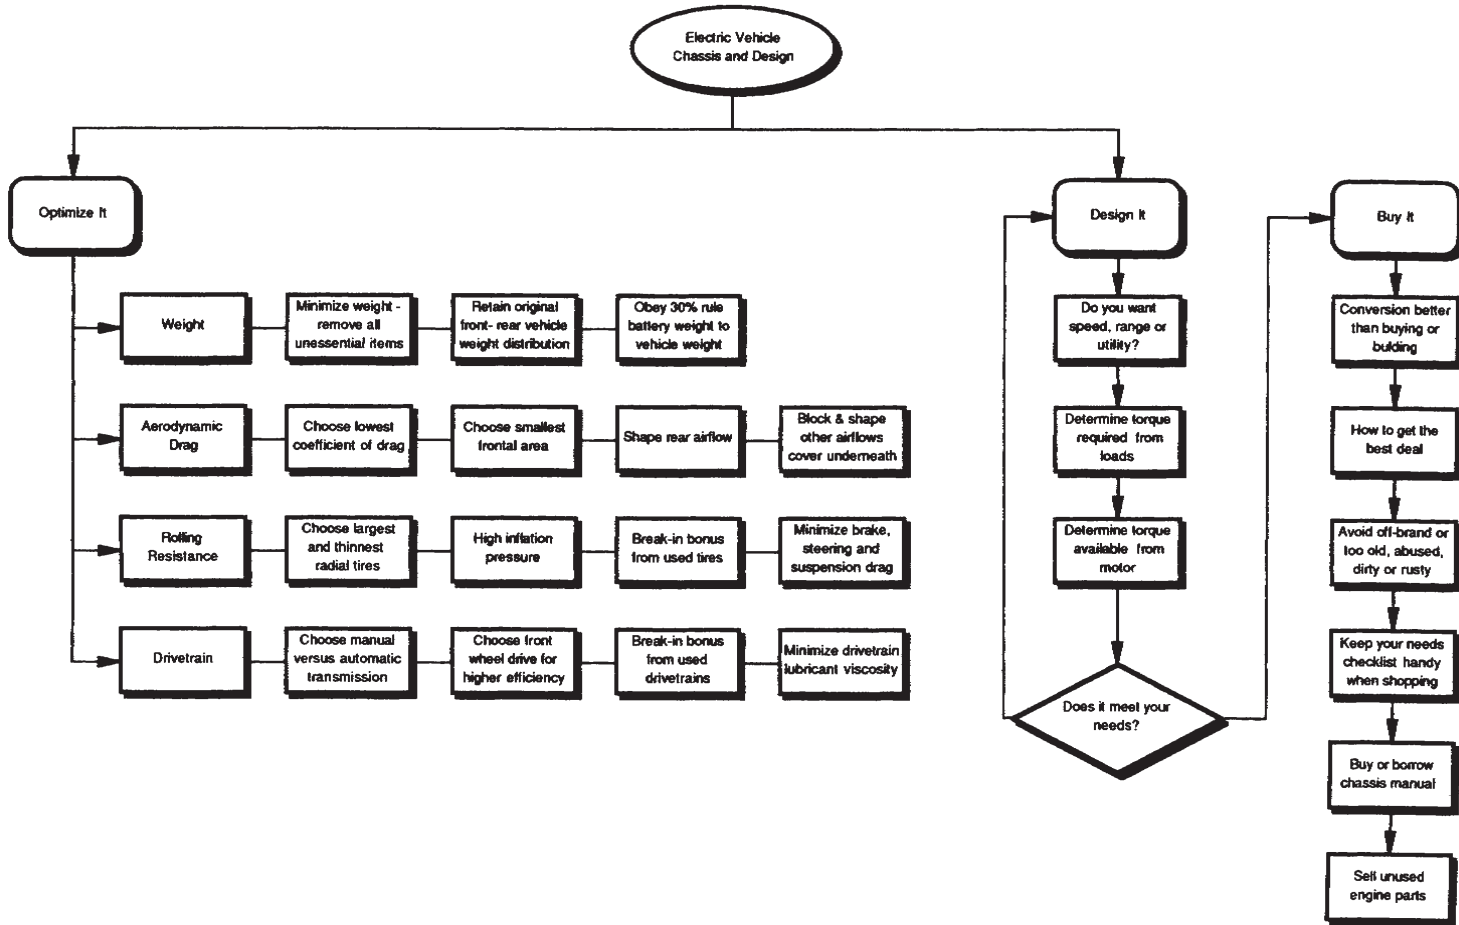 Electric Vehicle
Chassis and Design
Optimize It
Design It
Buy It
Weight
Minimize weight -
remove all
unessential items
Retain original
front- rear vehicle
weight distribution
Obey 30% rule
battery weight to
vehicle weight
Aerodynamic
Drag
Choose lowest
coefficient of drag
Choose smallest
frontal area
Shape rear airflow
Block & shape
other airflows
cover underneath
Rolling
Resistance
Choose largest
and thinnest
radial tires
High inflation
pressure
Break-in bonus
from used tires
Minimize brake,
steering and
suspension drag
Drivetrain
Choose manual
versus automatic
transmission
Choose front
wheel drive for
higher efficiency
Break-in bonus
from used
drivetrains
Minimize drivetrain
lubricant viscosity
Do you want
speed, range or
utility?
Determine torque
required from
loads
Determine torque
available from
motor
Does it meet your
needs?
Conversion better
than buying or
bulding
How to get the
best deal
Avoid off-brand or
too old, abused,
dirty or rusty
Keep your needs
checklist handy
when shopping
Buy or borrow
chassis manual
Sell unused
engine parts